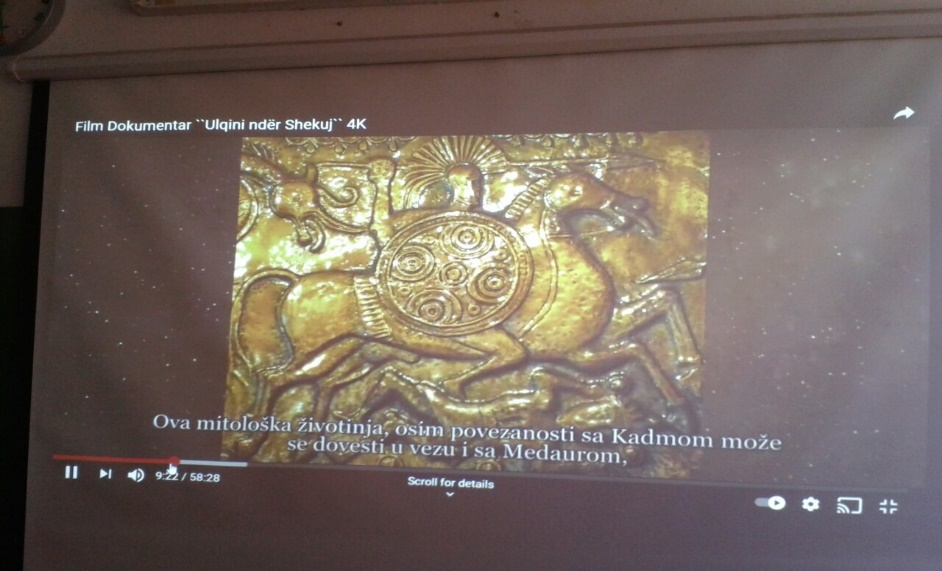 Film Dokumentar ``Ulqini ndër Shekuj`` 4K
Ova mitološka životinja, osim povezanosti sa Kadmom može
se dovesti u vezu i sa Medaurom,
9:22 / 58:28
Scroll for details